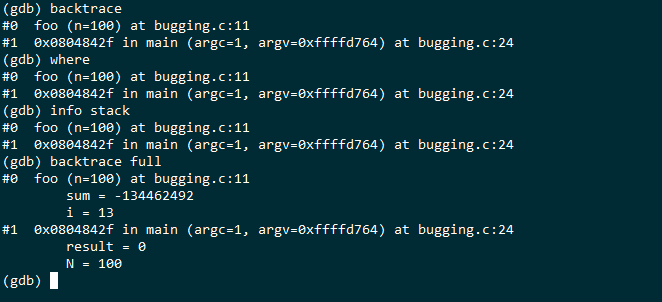 (gdb) backtrace
#0  foo (n=100) at bugging.c:11
#1  0x0804842f in main (argc=1, argv=0xffffd764) at bugging.c:24
(gdb) where
#0  foo (n=100) at bugging.c:11
#1  0x0804842f in main (argc=1, argv=0xffffd764) at bugging.c:24
(gdb) info stack
#0  foo (n=100) at bugging.c:11
#1  0x0804842f in main (argc=1, argv=0xffffd764) at bugging.c:24
(gdb) backtrace full
#0  foo (n=100) at bugging.c:11
        sum = -134462492
        i = 13
#1  0x0804842f in main (argc=1, argv=0xffffd764) at bugging.c:24
        result = 0
        N = 100
(gdb)